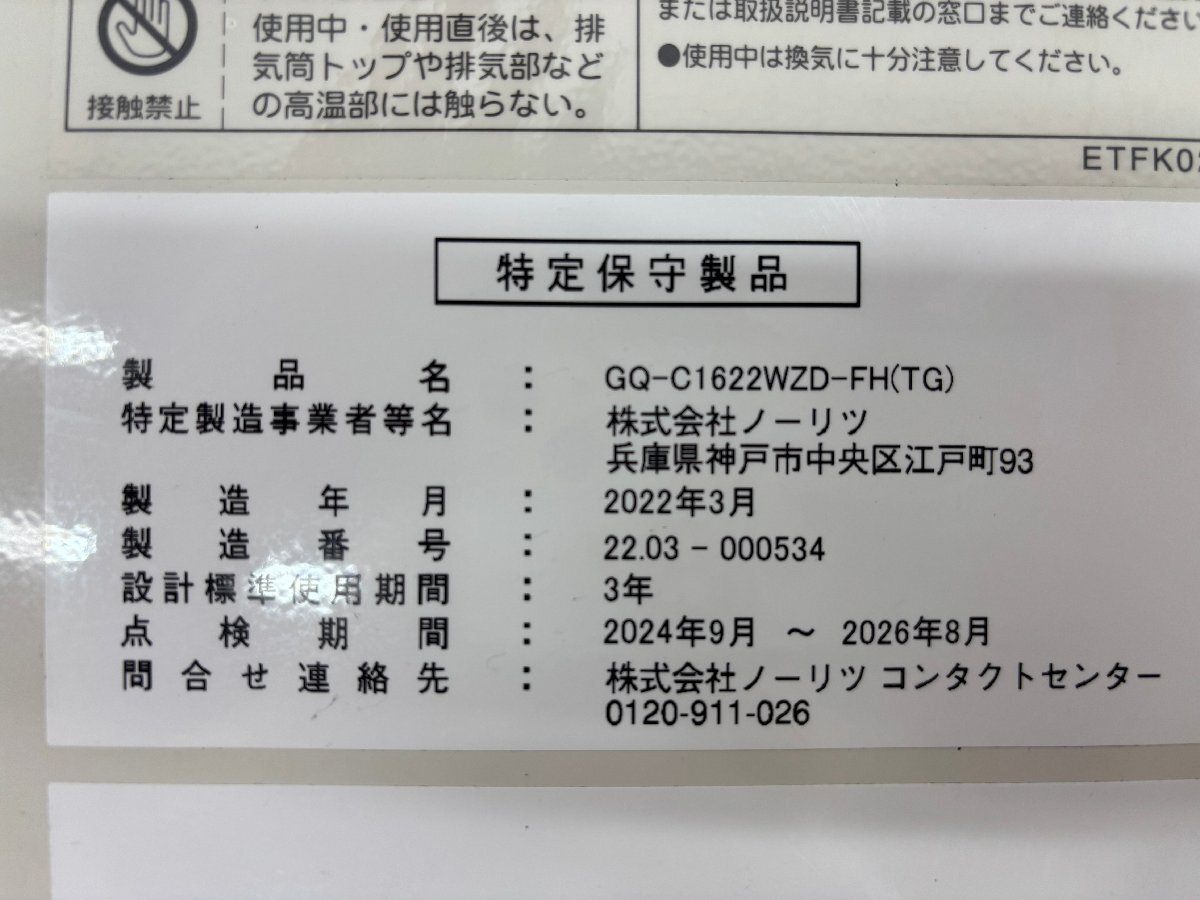 使用中・使用直後は、排
気筒トップや排気部など
の高温部には触らない。
接触禁止
または取扱説明書記載の窓口までご連絡ください
●使用中は換気に十分注意してください。
ETFK02
特定保守製品
製品名 : GQ-C1622WZD-FH(TG)
特定製造事業者等名 : 株式会社ノーリツ
兵庫県神戸市中央区江戸町93
製造年月 : 2022年3月
製造番号 : 22.03 - 000534
設計標準使用期間 : 3年
点検期間 : 2024年9月 ～ 2026年8月
問合せ連絡先 : 株式会社ノーリツ コンタクトセンター
0120-911-026